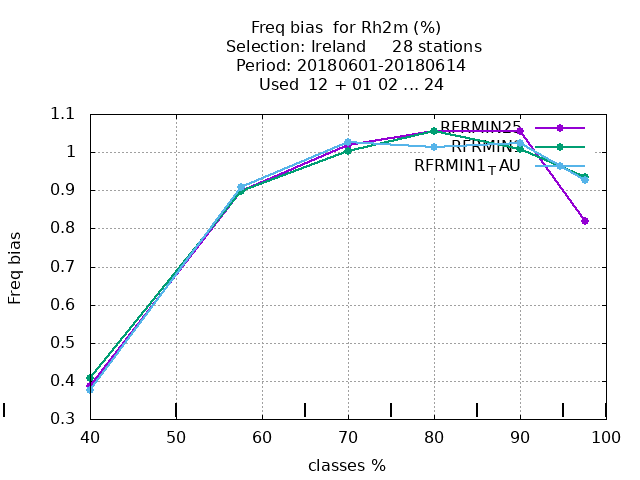 Freq bias for Rh2m (%)
Selection: Ireland 28 stations
Period: 20180601-20180614
Used 12 + 01 02 ... 24
1.1
1
0.9
0.8
0.7
0.6
0.5
0.4
0.3
Freq bias
RFRMIN25
RFRMIN1TAU
40 50 60 70 80 90 100
classes %